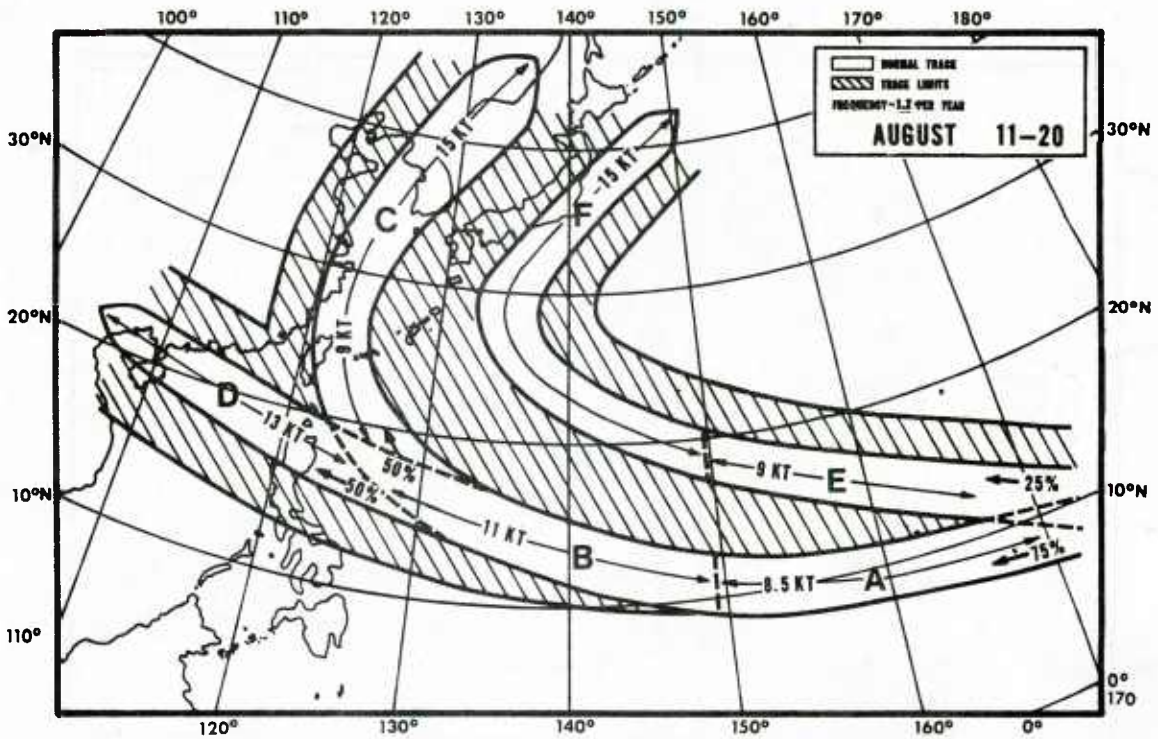 100° 110° 120° 130° 140° 150° 160° 170° 180°
NORMAL TRACK
TRACK LIMITS
PER YEAR
AUGUST 11-20
30°N
30°N
15 KT
C
F
15 KT
20°N
20°N
9 KT
D
13 KT
50%
50%
9 KT
E
25%
10°N
10°N
11 KT
B
8.5 KT
A
75%
110°
0°
170
120° 130° 140° 150° 160° 0°